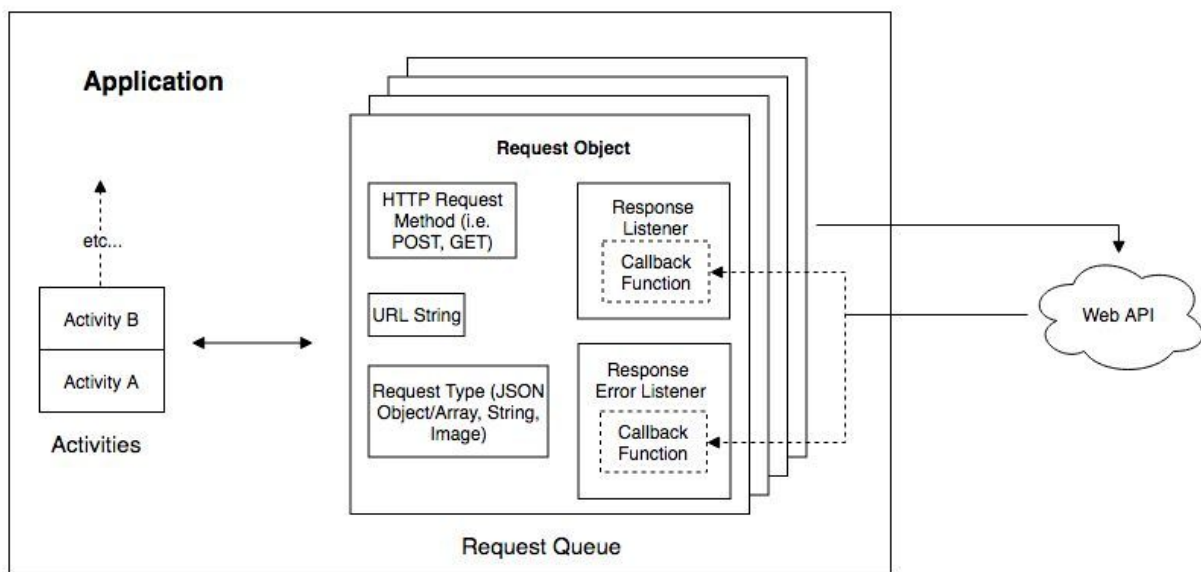 Application
etc...
Activity B
Activity A
Activities
Request Object
HTTP Request
Method (i.e.
POST, GET)
URL String
Request Type (JSON
Object/Array, String,
Image)
Response
Listener
Callback
Function
Response
Error Listener
Callback
Function
Request Queue
Web API